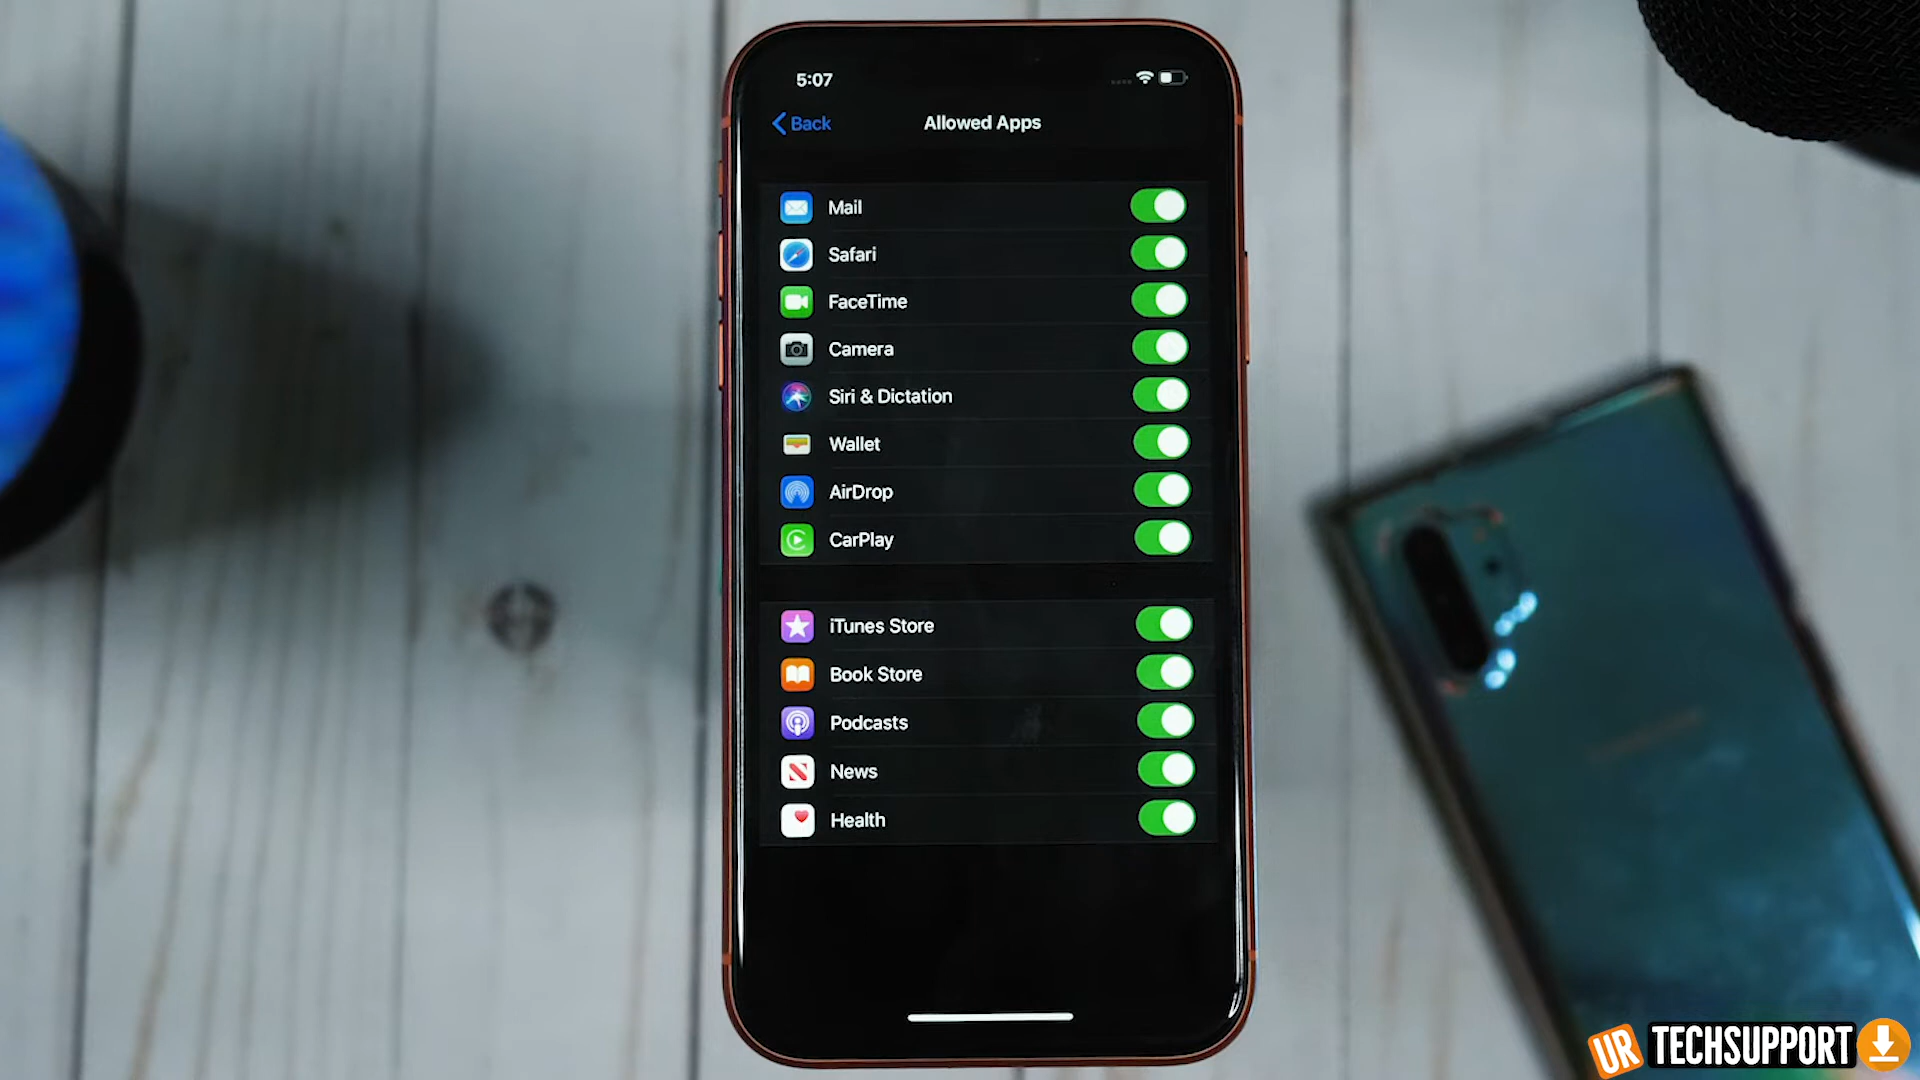 5:07
Back
Allowed Apps
Mail
Safari
FaceTime
Camera
Siri & Dictation
Wallet
AirDrop
CarPlay
iTunes Store
Book Store
Podcasts
News
Health
UR TECHSUPPORT